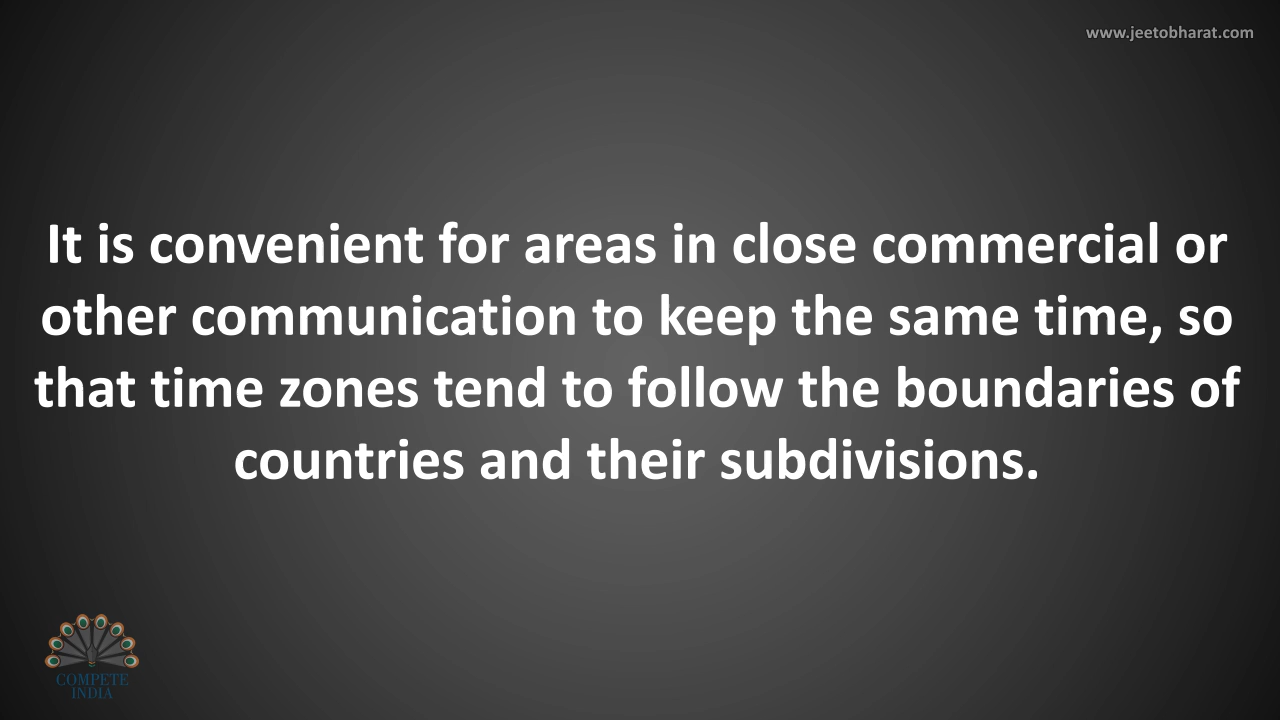 www.jeetobharat.com
It is convenient for areas in close commercial or
other communication to keep the same time, so
that time zones tend to follow the boundaries of
countries and their subdivisions.
COMPETE
INDIA